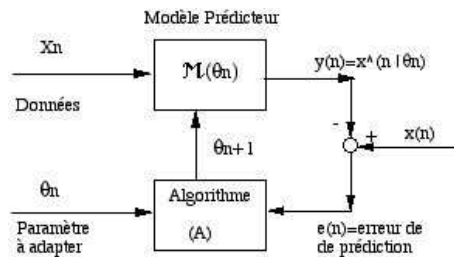 Modèle Prédicteur
Xn
M(θn)
y(n)=x^(n|θn)
Données
-
+
x(n)
θn+1
θn
Algorithme
(A)
Paramètre
à adapter
e(n)=erreur de
de prédiction